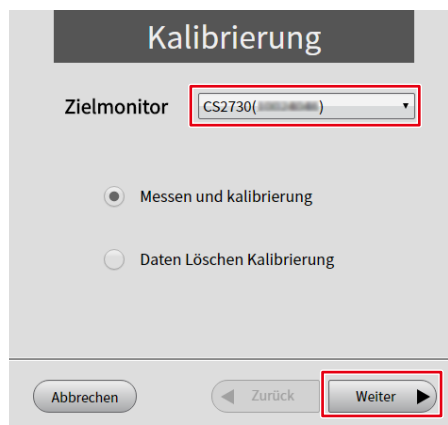 Kalibrierung
Zielmonitor CS2730( )
Messen und kalibrierung
Daten Löschen Kalibrierung
Abbrechen Zurück Weiter